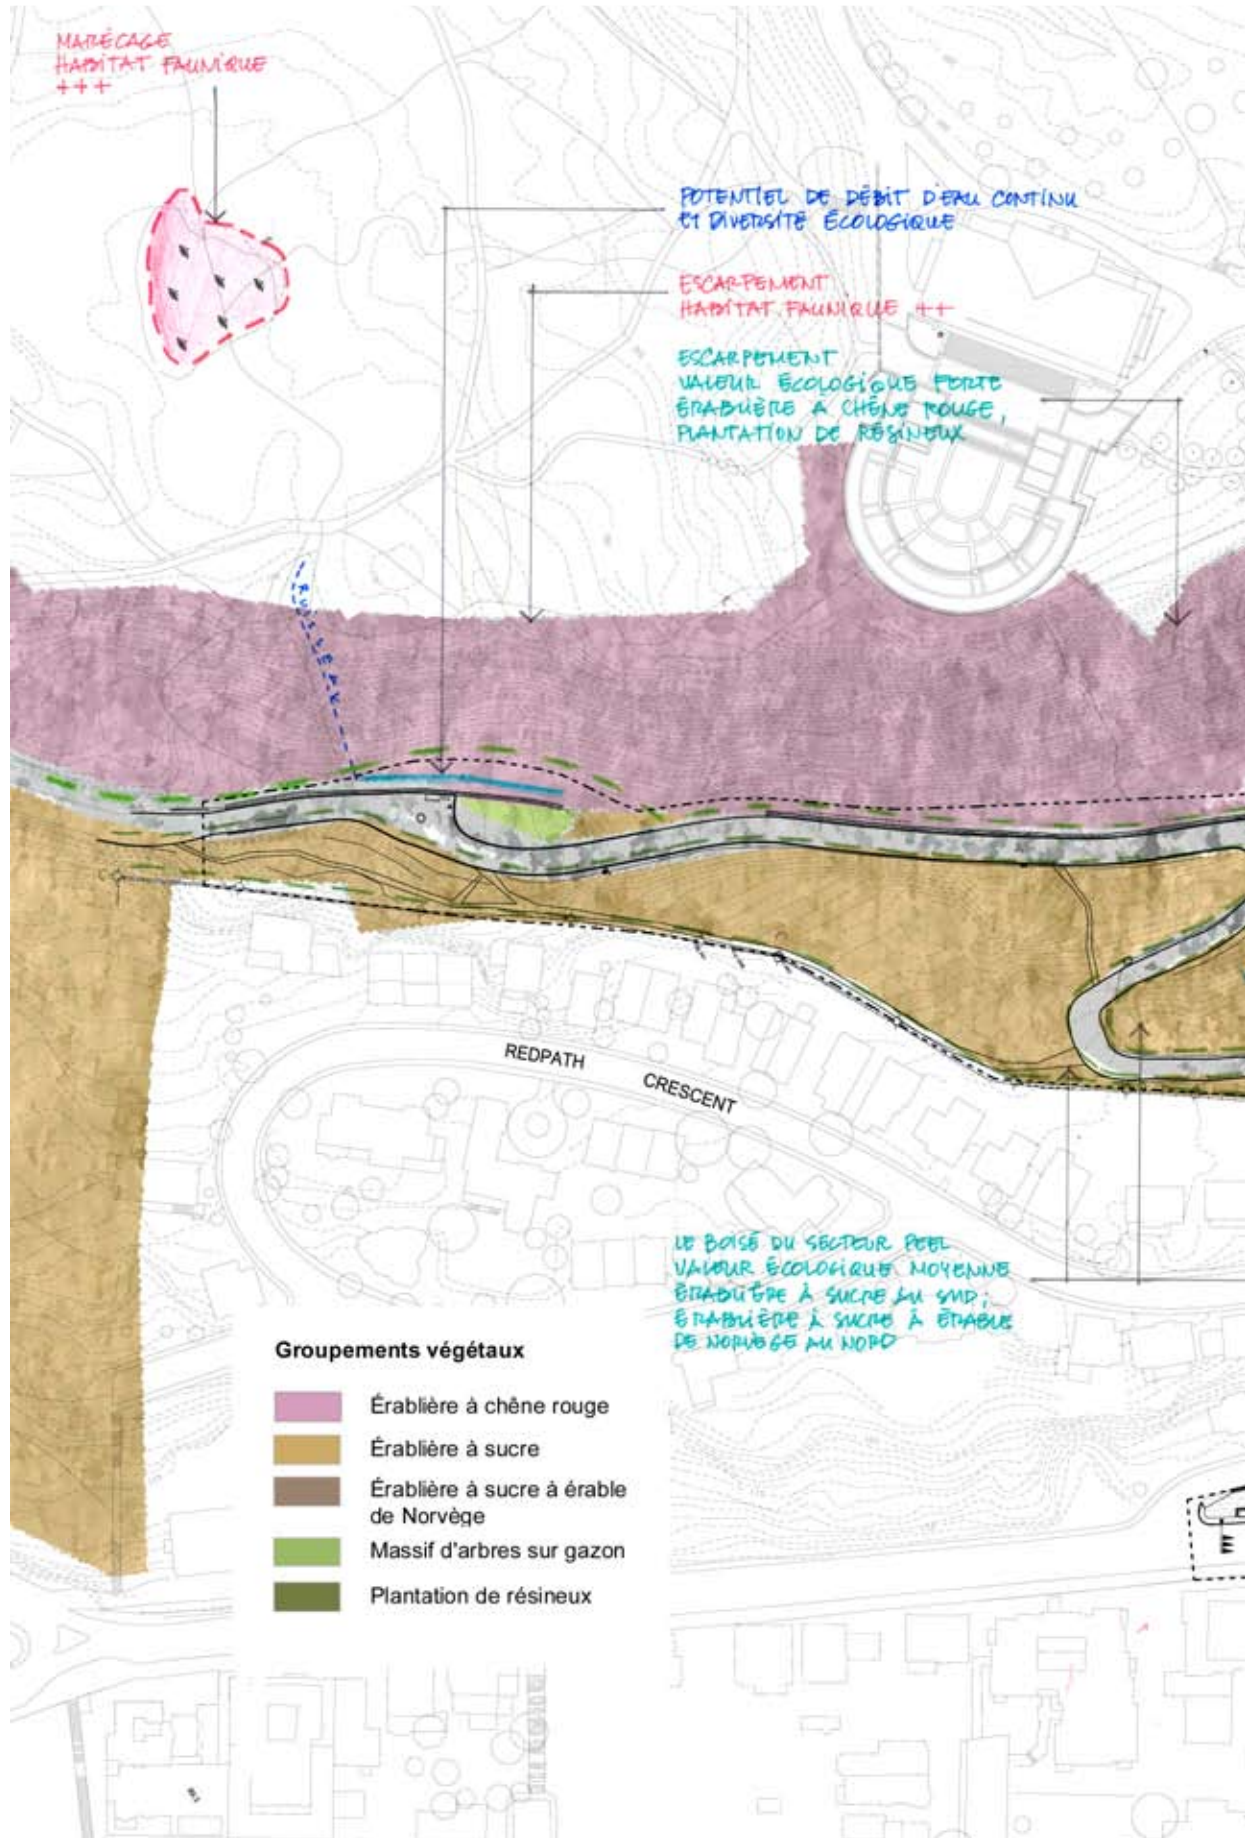 MARÉCAGE
HABITAT FAUNIQUE
+++
POTENTIEL DE DÉBIT D'EAU CONTINU
ET DIVERSITÉ ÉCOLOGIQUE
ESCARPEMENT
HABITAT FAUNIQUE ++
ESCARPEMENT
VALEUR ÉCOLOGIQUE FORTE
ÉRABLIÈRE À CHÊNE ROUGE,
PLANTATION DE RÉSINEUX
RUISSEAU
REDPATH
CRESCENT
LE BOISÉ DU SECTEUR PEEL
VALEUR ÉCOLOGIQUE MOYENNE
ÉRABLIÈRE À SUCRE AU SUD;
ÉRABLIÈRE À SUCRE À ÉRABLE
DE NORVÈGE AU NORD
Groupements végétaux
Érablière à chêne rouge
Érablière à sucre
Érablière à sucre à érable
de Norvège
Massif d'arbres sur gazon
Plantation de résineux